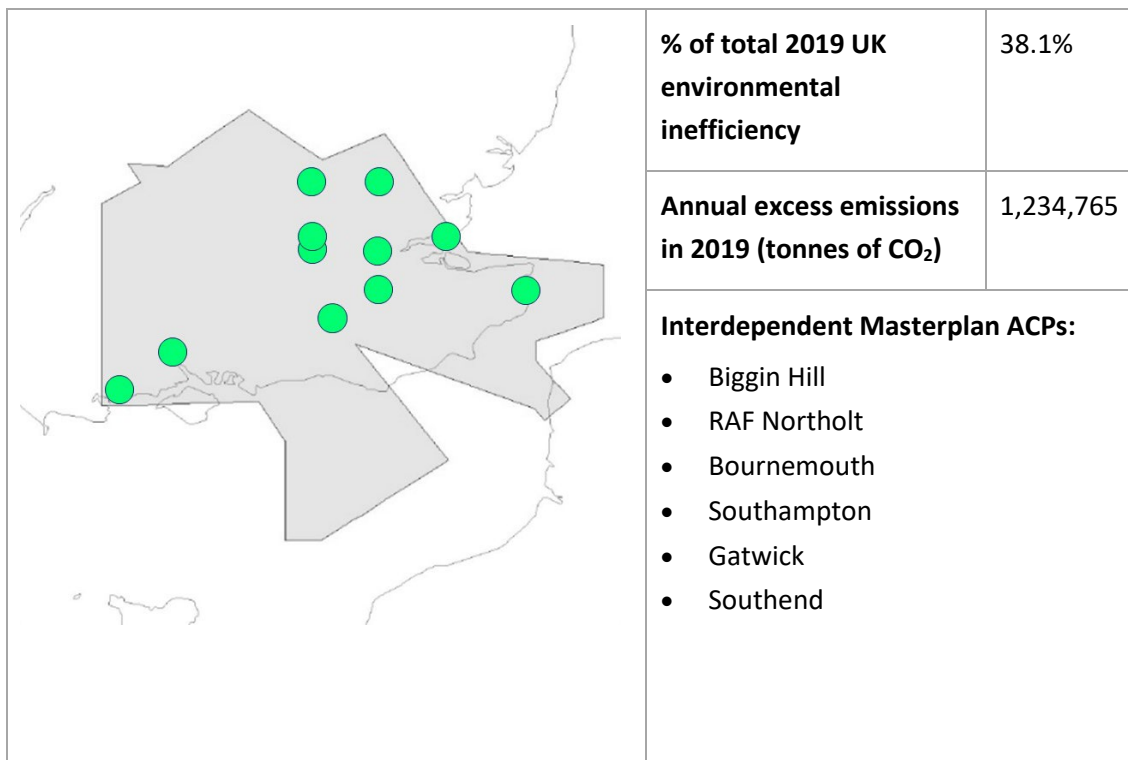 % of total 2019 UK
environmental
inefficiency
38.1%
Annual excess emissions
in 2019 (tonnes of CO₂)
1,234,765
Interdependent Masterplan ACPs:
• Biggin Hill
• RAF Northolt
• Bournemouth
• Southampton
• Gatwick
• Southend